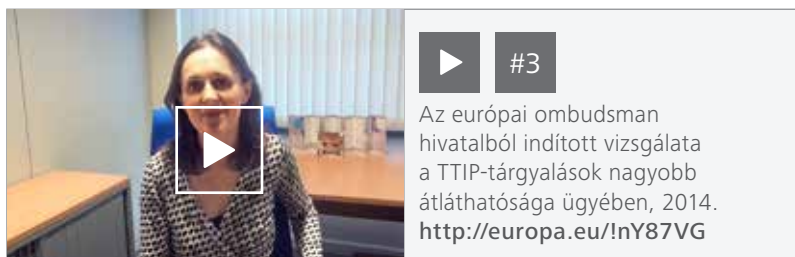 #3
Az európai ombudsman
hivatalból indított vizsgálata
a TTIP-tárgyalások nagyobb
átláthatósága ügyében, 2014.
http://europa.eu/!nY87VG